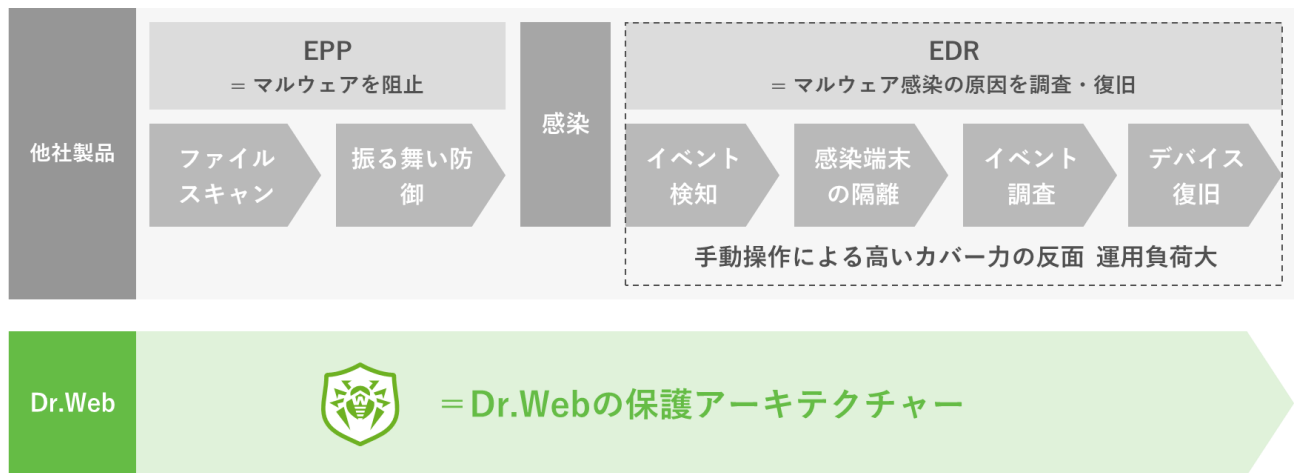 EPP
= マルウェアを阻止
感染
EDR
= マルウェア感染の原因を調査・復旧
他社製品
ファイル
スキャン
振る舞い防
御
イベント
検知
感染端末
の隔離
イベント
調査
デバイス
復旧
手動操作による高いカバー力の反面 運用負荷大
Dr.Web
＝Dr.Webの保護アーキテクチャー